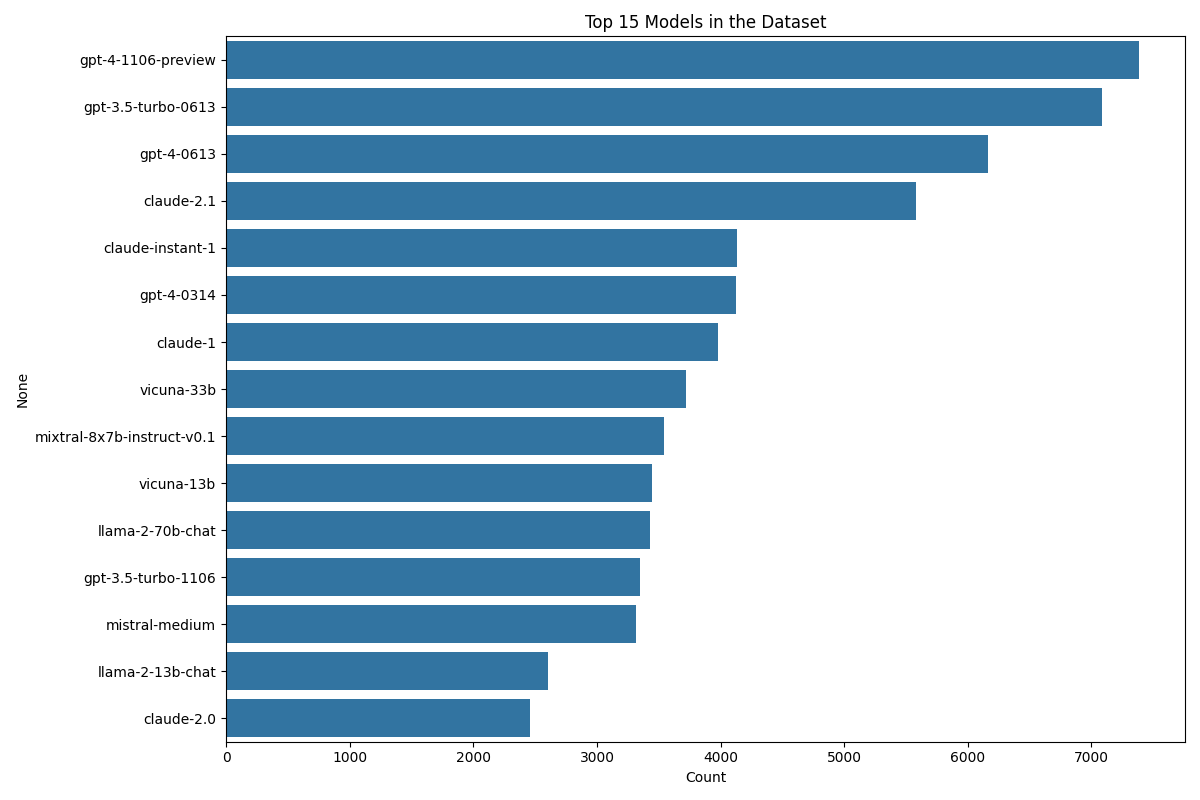 Top 15 Models in the Dataset
gpt-4-1106-preview
gpt-3.5-turbo-0613
gpt-4-0613
claude-2.1
claude-instant-1
gpt-4-0314
claude-1
vicuna-33b
mixtral-8x7b-instruct-v0.1
vicuna-13b
llama-2-70b-chat
gpt-3.5-turbo-1106
mistral-medium
llama-2-13b-chat
claude-2.0
None
0 1000 2000 3000 4000 5000 6000 7000
Count